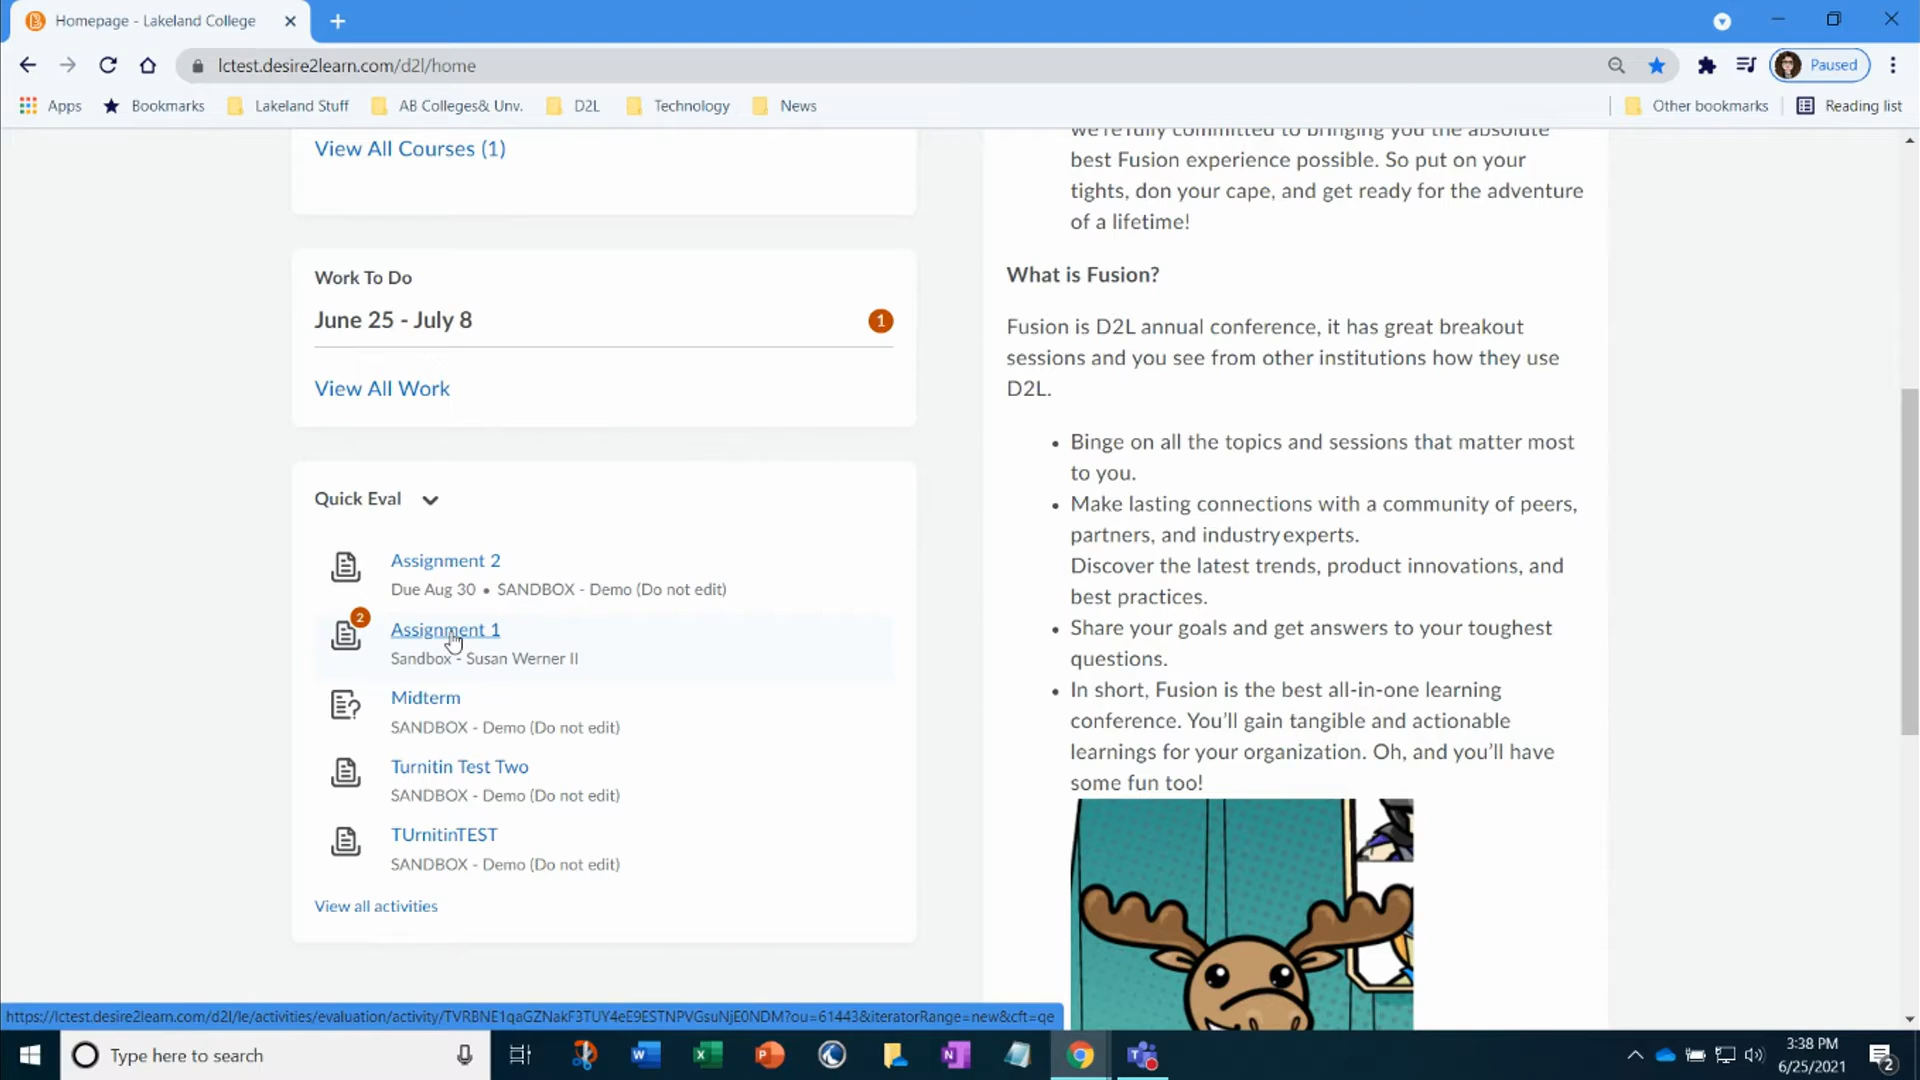 Homepage - Lakeland College
lctest.desire2learn.com/d2l/home
Paused
Apps
Bookmarks
Lakeland Stuff
AB Colleges& Unv.
D2L
Technology
News
Other bookmarks
Reading list
View All Courses (1)
Work To Do
June 25 - July 8
1
View All Work
Quick Eval
Assignment 2
Due Aug 30 • SANDBOX - Demo (Do not edit)
2
Assignment 1
Sandbox - Susan Werner II
Midterm
SANDBOX - Demo (Do not edit)
Turnitin Test Two
SANDBOX - Demo (Do not edit)
TUrnitinTEST
SANDBOX - Demo (Do not edit)
View all activities
we're fully committed to bringing you the absolute
best Fusion experience possible. So put on your
tights, don your cape, and get ready for the adventure
of a lifetime!
What is Fusion?
Fusion is D2L annual conference, it has great breakout
sessions and you see from other institutions how they use
D2L.
• Binge on all the topics and sessions that matter most
to you.
• Make lasting connections with a community of peers,
partners, and industry experts.
Discover the latest trends, product innovations, and
best practices.
• Share your goals and get answers to your toughest
questions.
• In short, Fusion is the best all-in-one learning
conference. You'll gain tangible and actionable
learnings for your organization. Oh, and you'll have
some fun too!
https://lctest.desire2learn.com/d2l/le/activities/evaluation/activity/TVRBNE1qaGZNakF3TUY4eE9ESTNPVGsuNjE0NDM?ou=61443&iteratorRange=new&cft=qe
Type here to search
3:38 PM
6/25/2021
2